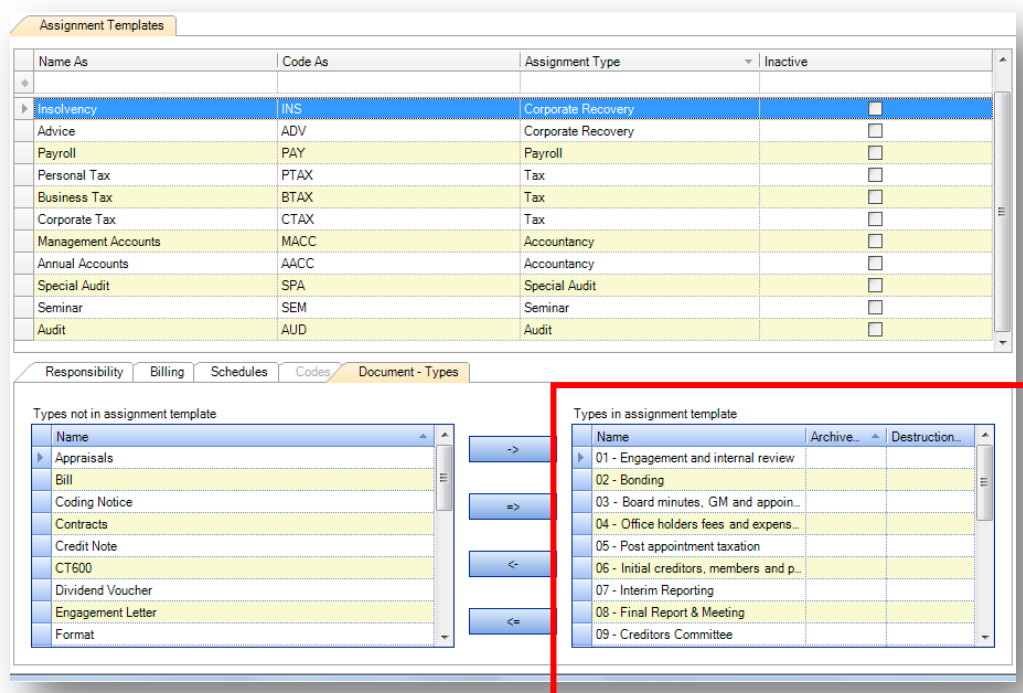 Assignment Templates
Name As Code As Assignment Type Inactive
Insolvency INS Corporate Recovery
Advice ADV Corporate Recovery
Payroll PAY Payroll
Personal Tax PTAX Tax
Business Tax BTAX Tax
Corporate Tax CTAX Tax
Management Accounts MACC Accountancy
Annual Accounts AACC Accountancy
Special Audit SPA Special Audit
Seminar SEM Seminar
Audit AUD Audit
Responsibility Billing Schedules Codes Document - Types
Types not in assignment template
Name
Appraisals
Bill
Coding Notice
Contracts
Credit Note
CT600
Dividend Voucher
Engagement Letter
Format
->
=>
<-
<=
Types in assignment template
Name Archive... Destruction...
01 - Engagement and internal review
02 - Bonding
03 - Board minutes, GM and appoin...
04 - Office holders fees and expens...
05 - Post appointment taxation
06 - Initial creditors, members and p...
07 - Interim Reporting
08 - Final Report & Meeting
09 - Creditors Committee